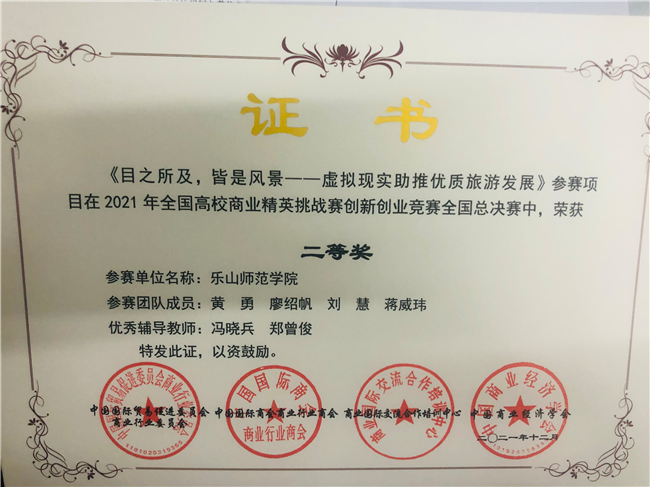 证书
《目之所及，皆是风景——虚拟现实助推优质旅游发展》参赛项
目在2021年全国高校商业精英挑战赛创新创业竞赛全国总决赛中，荣获
二等奖
参赛单位名称：乐山师范学院
参赛团队成员：黄 勇 廖绍帆 刘 慧 蒋威玮
优秀辅导教师：冯晓兵 郑曾俊
特发此证，以资鼓励。
中国国际贸易促进委员会 中国国际商会商业行业商会 商业国际交流合作培训中心 中国商业经济学会
商业行业委员会
商业行业商会
二〇二一年十二月